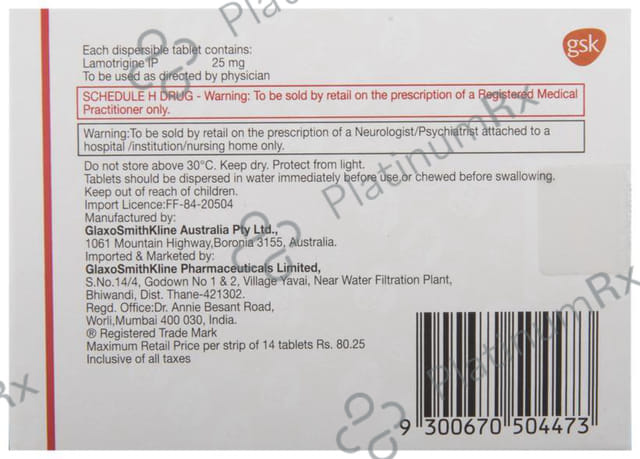 gsk
Each dispersible tablet contains:
Lamotrigine IP 25 mg
To be used as directed by physician
SCHEDULE H DRUG - Warning: To be sold by retail on the prescription of a Registered Medical
Practitioner only.
Warning:To be sold by retail on the prescription of a Neurologist/Psychiatrist attached to a
hospital /institution/nursing home only.
Do not store above 30°C. Keep dry. Protect from light.
Tablets should be dispersed in water immediately before use or chewed before swallowing.
Keep out of reach of children.
Import Licence:FF-84-20504
Manufactured by:
GlaxoSmithKline Australia Pty Ltd.,
1061 Mountain Highway,Boronia 3155, Australia.
Imported & Marketed by:
GlaxoSmithKline Pharmaceuticals Limited,
S.No.14/4, Godown No 1 & 2, Village Yavai, Near Water Filtration Plant,
Bhiwandi, Dist. Thane-421302.
Regd. Office:Dr. Annie Besant Road,
Worli,Mumbai 400 030, India.
® Registered Trade Mark
Maximum Retail Price per strip of 14 tablets Rs. 80.25
Inclusive of all taxes
9 300670 504473
PlatinumRx
PlatinumRx
PlatinumRx
Rx
Platinum